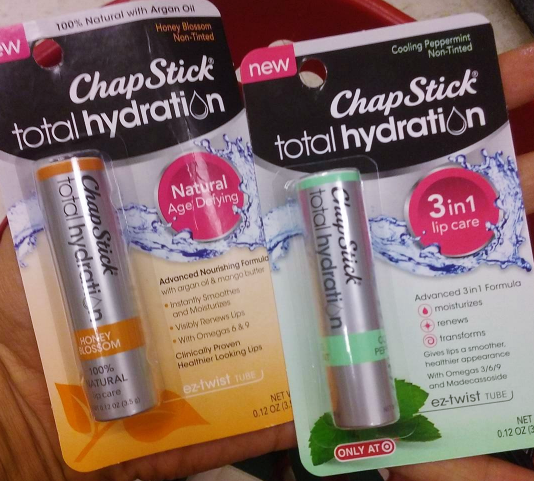 new
100% Natural with Argan Oil
Honey Blossom
Non-Tinted
ChapStick®
total hydration
Natural
Age Defying
ChapStick
total hydration
HONEY
BLOSSOM
100%
NATURAL
lip care
Advanced Nourishing Formula
with argan oil & mango butter
• Instantly Smoothes
and Moisturizes
• Visibly Renews Lips
• With Omegas 6 & 9
Clinically Proven
Healthier Looking Lips
ez-twist TUBE
NET
0.12 OZ
new
Cooling Peppermint
Non-Tinted
ChapStick®
total hydration
3 in 1
lip care
ChapStick
total hydration
Advanced 3 in 1 Formula
moisturizes
renews
transforms
Gives lips a smoother,
healthier appearance
With Omegas 3/6/9
and Madecassoside
ez-twist TUBE
NET
0.12 OZ
ONLY AT